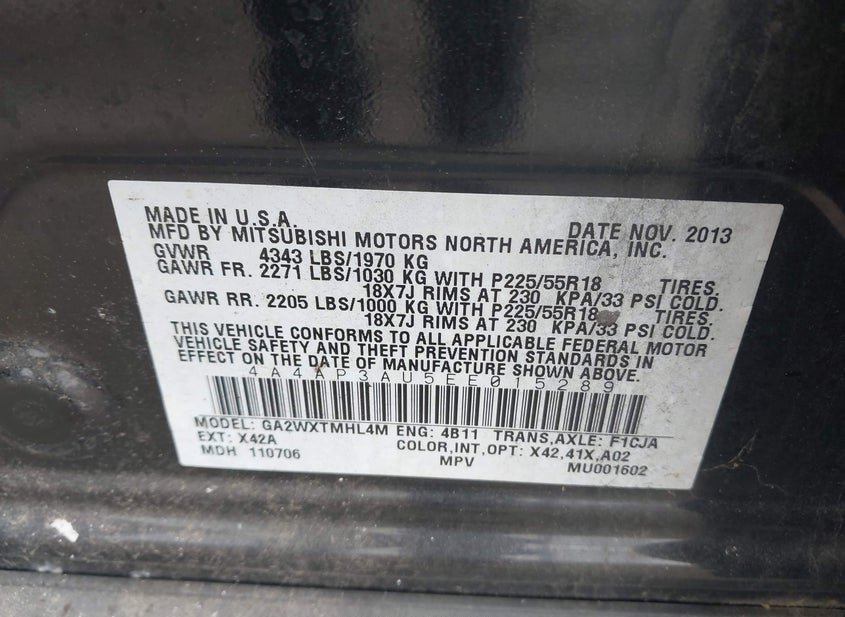 MADE IN U.S.A. DATE NOV. 2013
MFD BY MITSUBISHI MOTORS NORTH AMERICA, INC.
GVWR 4343 LBS/1970 KG
GAWR FR. 2271 LBS/1030 KG WITH P225/55R18 TIRES.
18X7J RIMS AT 230 KPA/33 PSI COLD.
GAWR RR. 2205 LBS/1000 KG WITH P225/55R18 TIRES.
18X7J RIMS AT 230 KPA/33 PSI COLD.
THIS VEHICLE CONFORMS TO ALL APPLICABLE FEDERAL MOTOR
VEHICLE SAFETY AND THEFT PREVENTION STANDARDS IN
EFFECT ON THE DATE OF MANUFACTURE SHOWN ABOVE.
4A4AP3AU5EE015289
MODEL: GA2WXTMHL4M ENG: 4B11 TRANS,AXLE: F1CJA
EXT: X42A COLOR,INT,OPT: X42,41X,A02
MDH 110706 MPV MU001602